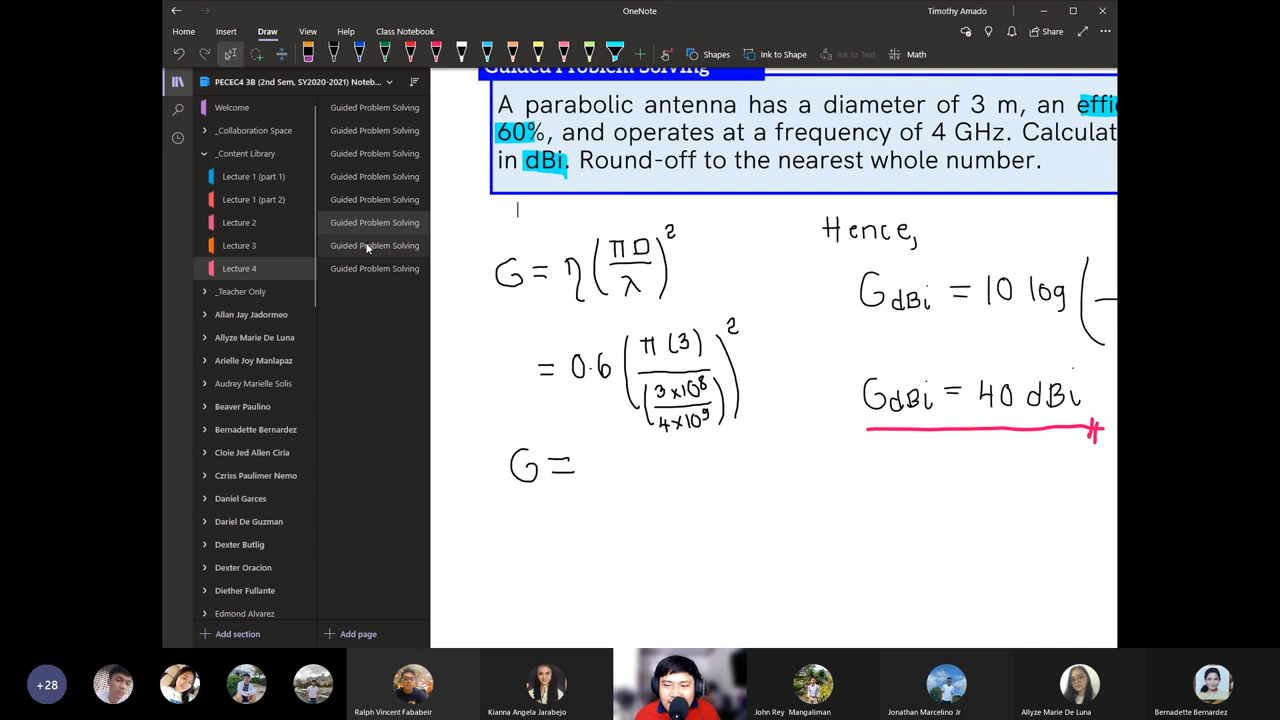 OneNote
Timothy Amado
Home Insert Draw View Help Class Notebook
Share
Shapes Ink to Shape Ink to Text Math
PECEC4 3B (2nd Sem, SY2020-2021) Noteb...
Welcome
_Collaboration Space
_Content Library
Lecture 1 (part 1)
Lecture 1 (part 2)
Lecture 2
Lecture 3
Lecture 4
_Teacher Only
Allan Jay Jadormeo
Allyze Marie De Luna
Arielle Joy Manlapaz
Audrey Marielle Solis
Beaver Paulino
Bernadette Bernardez
Cloie Jed Allen Ciria
Czriss Paulimer Nemo
Daniel Garces
Dariel De Guzman
Dexter Butlig
Dexter Oracion
Diether Fullante
Edmond Alvarez
Add section
Guided Problem Solving
Guided Problem Solving
Guided Problem Solving
Guided Problem Solving
Guided Problem Solving
Guided Problem Solving
Guided Problem Solving
Guided Problem Solving
Add page
Guided Problem Solving
A parabolic antenna has a diameter of 3 m, an effi
60%, and operates at a frequency of 4 GHz. Calculat
in dBi. Round-off to the nearest whole number.
G = η (πD/λ)²
= 0.6 (π(3)/(3×10⁸/4×10⁹))²
G =
Hence,
GdBi = 10 log (
GdBi = 40 dBi
+28
Ralph Vincent Fababeir
Kianna Angela Jarabejo
John Rey Mangaliman
Jonathan Marcelino Jr
Allyze Marie De Luna
Bernadette Bernardez